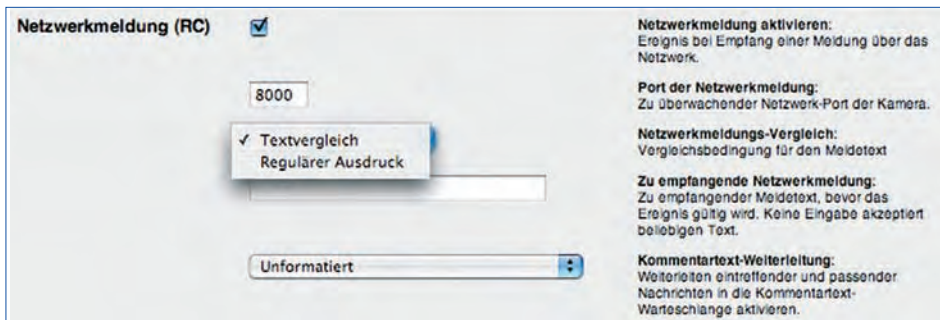 Netzwerkmeldung (RC)
Netzwerkmeldung aktivieren:
Ereignis bei Empfang einer Meldung über das
Netzwerk.
8000
Port der Netzwerkmeldung:
Zu überwachender Netzwerk-Port der Kamera.
✓ Textvergleich
Regulärer Ausdruck
Netzwerkmeldungs-Vergleich:
Vergleichsbedingung für den Meldetext
Zu empfangende Netzwerkmeldung:
Zu empfangender Meldetext, bevor das
Ereignis gültig wird. Keine Eingabe akzeptiert
beliebigen Text.
Unformatiert
Kommentartext-Weiterleitung:
Weiterleiten eintreffender und passender
Nachrichten in die Kommentartext-
Warteschlange aktivieren.